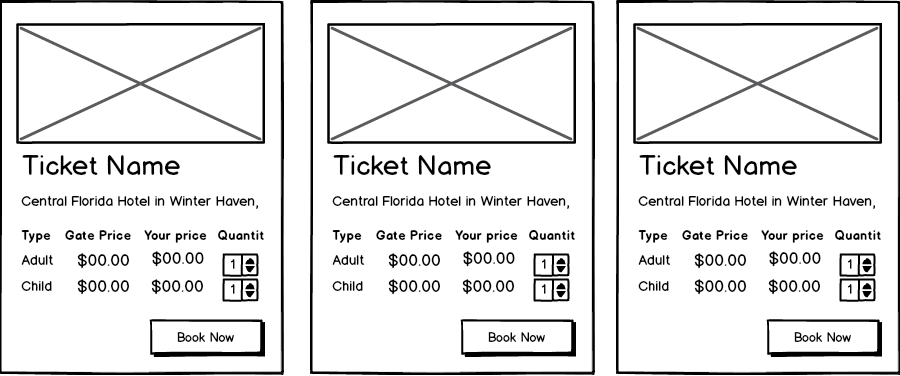 Ticket Name
Central Florida Hotel in Winter Haven,
Type Gate Price Your price Quantit
Adult $00.00 $00.00 1
Child $00.00 $00.00 1
Book Now
Ticket Name
Central Florida Hotel in Winter Haven,
Type Gate Price Your price Quantit
Adult $00.00 $00.00 1
Child $00.00 $00.00 1
Book Now
Ticket Name
Central Florida Hotel in Winter Haven,
Type Gate Price Your price Quantit
Adult $00.00 $00.00 1
Child $00.00 $00.00 1
Book Now